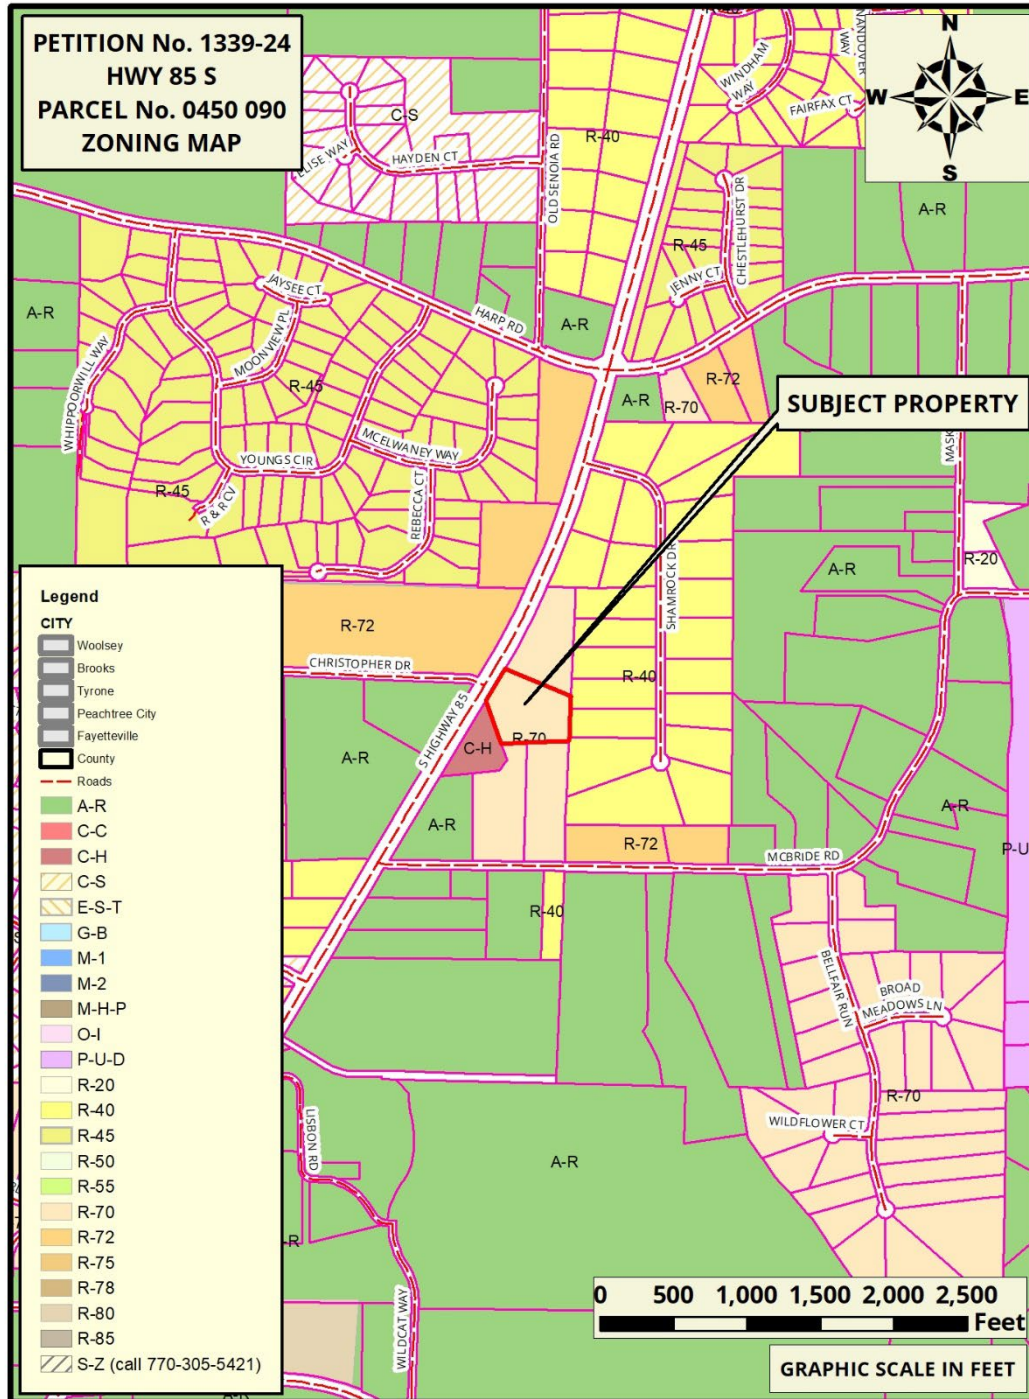 PETITION No. 1339-24
HWY 85 S
PARCEL No. 0450 090
ZONING MAP
N
W
E
S
WINDHAM WAY
FAIRFAX CT
C-S
ELISE WAY
HAYDEN CT
OLD SENOIA RD
R-40
A-R
CHESTLEHURST DR
R-45
JENNY CT
JAYSEE CT
A-R
MOONVIEW PL
HARP RD
A-R
WHIPPOORWILL WAY
R-45
R-72
A-R
R-70
SUBJECT PROPERTY
MCELWANEY WAY
YOUNGS CIR
R-45
R & R CV
REBECCA CT
SHAMROCK DR
A-R
R-20
R-72
CHRISTOPHER DR
R-40
S HIGHWAY 85
R-70
C-H
A-R
A-R
A-R
R-72
MCBRIDE RD
R-40
BELLFAIR RUN
BROAD MEADOWS LN
R-70
WILDFLOWER CT
LISBON RD
A-R
WILDCAT WAY
Legend
CITY
Woolsey
Brooks
Tyrone
Peachtree City
Fayetteville
County
Roads
A-R
C-C
C-H
C-S
E-S-T
G-B
M-1
M-2
M-H-P
O-I
P-U-D
R-20
R-40
R-45
R-50
R-55
R-70
R-72
R-75
R-78
R-80
R-85
S-Z (call 770-305-5421)
0 500 1,000 1,500 2,000 2,500
Feet
GRAPHIC SCALE IN FEET